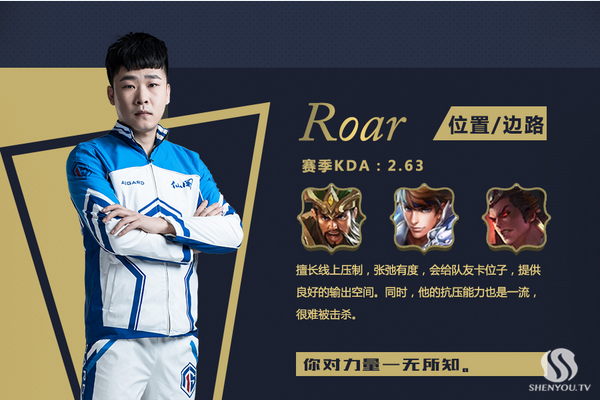 Roar
位置/边路
赛季KDA：2.63
AIGARD
仙阁
擅长线上压制，张弛有度，会给队友卡位子，提供
良好的输出空间。同时，他的抗压能力也是一流，
很难被击杀。
你对力量一无所知。
SHENYOU.TV